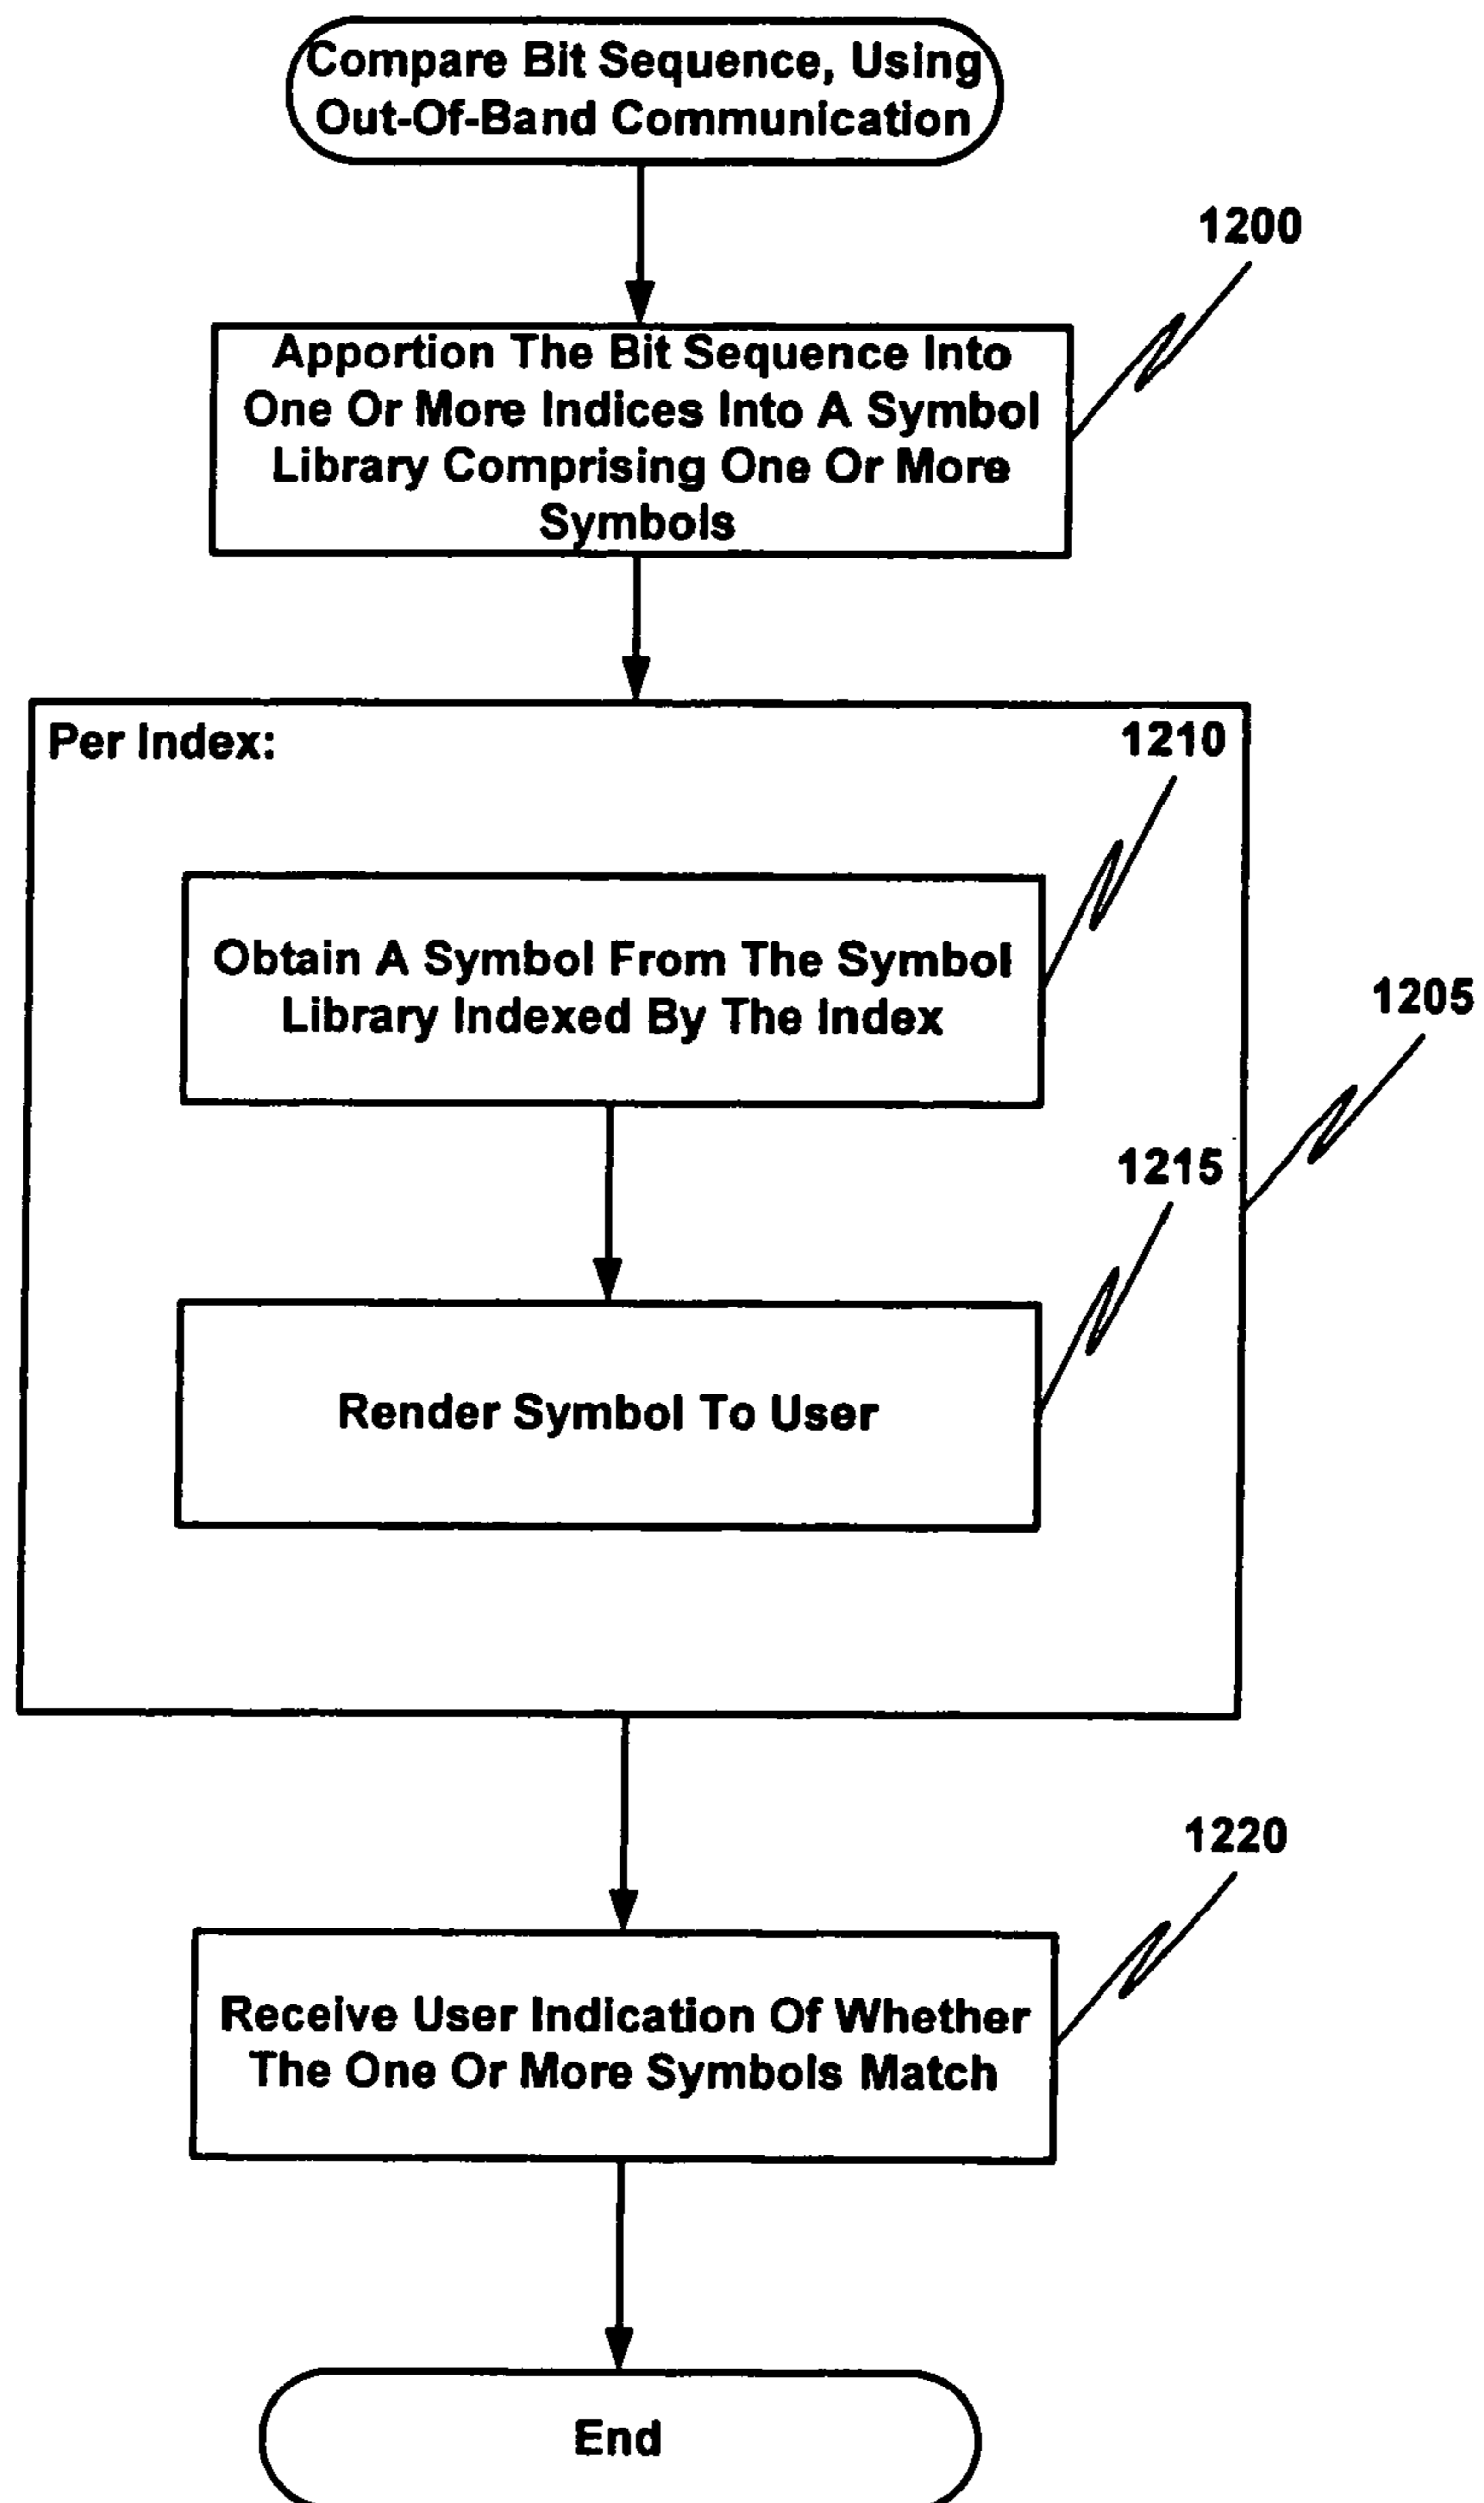 Compare Bit Sequence, Using
Out-Of-Band Communication
1200
Apportion The Bit Sequence Into
One Or More Indices Into A Symbol
Library Comprising One Or More
Symbols
Per Index:
1210
Obtain A Symbol From The Symbol
Library Indexed By The Index
1205
1215
Render Symbol To User
1220
Receive User Indication Of Whether
The One Or More Symbols Match
End